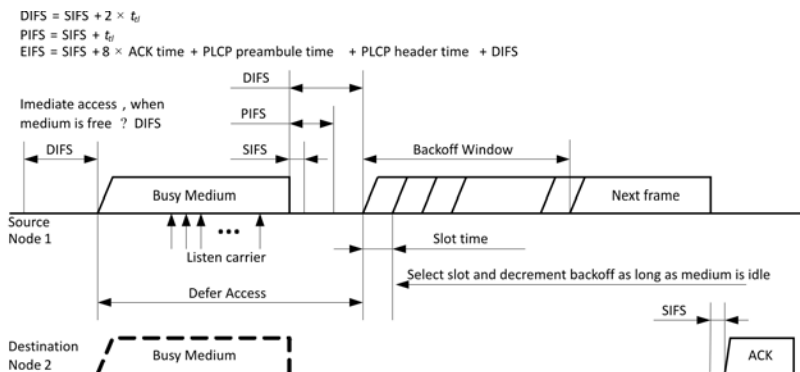 DIFS = SIFS + 2 × tₜₗ
PIFS = SIFS + tₜₗ
EIFS = SIFS +8 × ACK time + PLCP preambule time + PLCP header time + DIFS
DIFS
Imediate access , when
medium is free ? DIFS
PIFS
DIFS
SIFS
Backoff Window
Busy Medium
Next frame
Source
Node 1
•••
Listen carrier
Slot time
Select slot and decrement backoff as long as medium is idle
Defer Access
SIFS
Destination
Node 2
Busy Medium
ACK